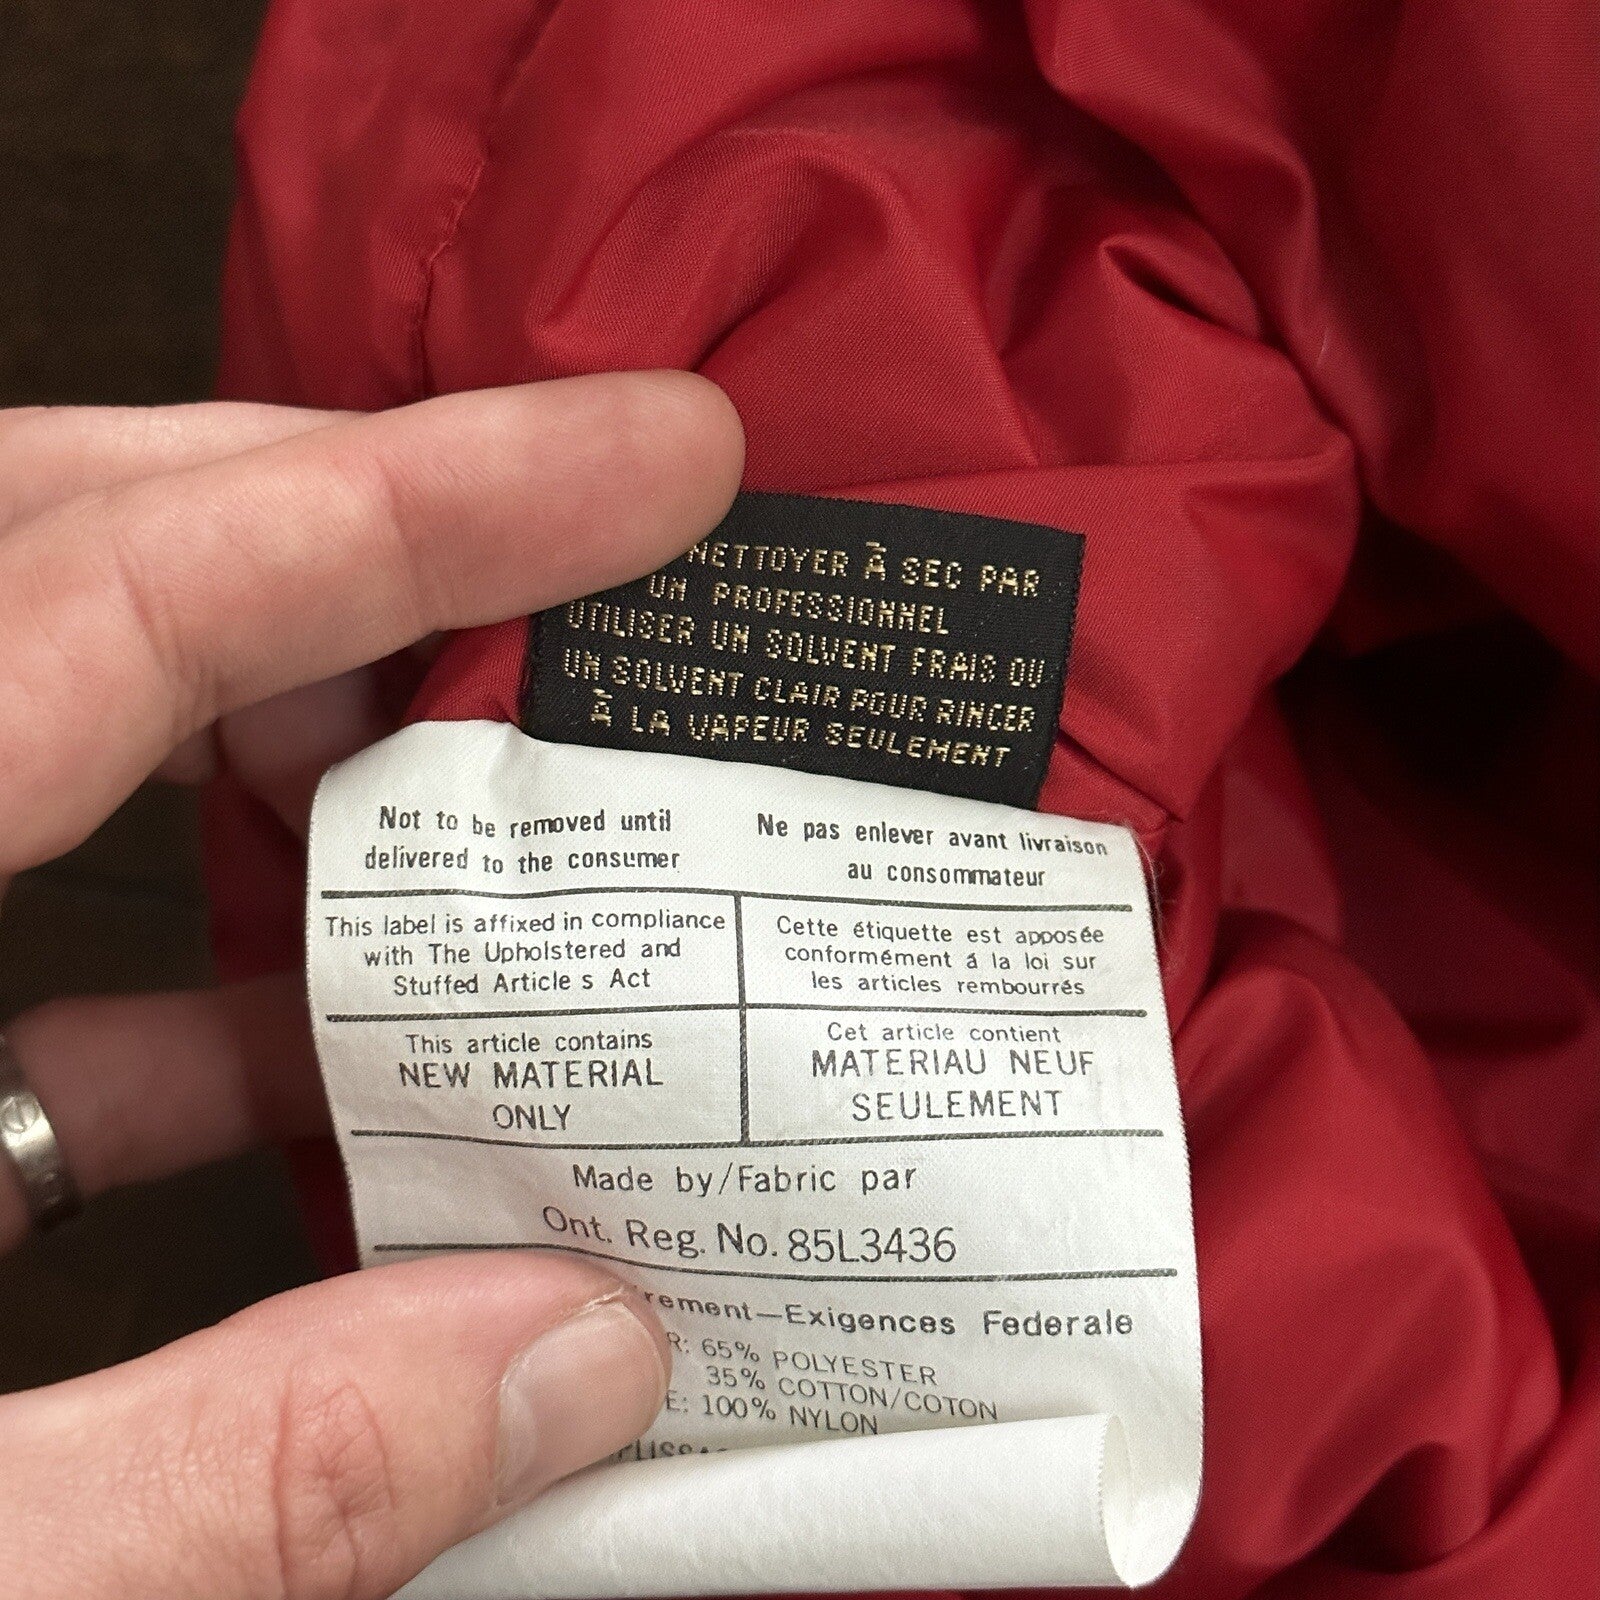 NETTOYER À SEC PAR
UN PROFESSIONNEL
UTILISER UN SOLVENT FRAIS OU
UN SOLVENT CLAIR POUR RINCER
À LA VAPEUR SEULEMENT
Not to be removed until
delivered to the consumer
Ne pas enlever avant livraison
au consommateur
This label is affixed in compliance
with The Upholstered and
Stuffed Article s Act
Cette étiquette est apposée
conformément á la loi sur
les articles rembourrés
This article contains
NEW MATERIAL
ONLY
Cet article contient
MATERIAU NEUF
SEULEMENT
Made by/Fabric par
Ont. Reg. No. 85L3436
rement—Exigences Federale
R: 65% POLYESTER
35% COTTON/COTON
E: 100% NYLON